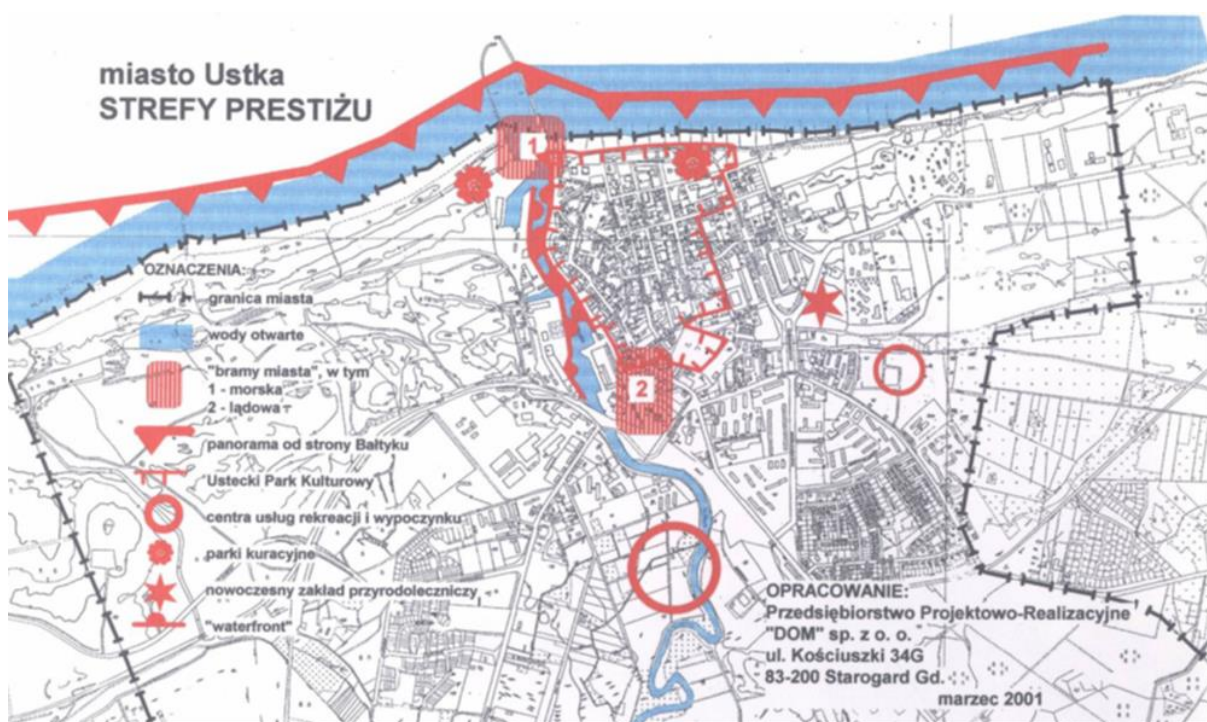 miasto Ustka
STREFY PRESTIŻU
1
OZNACZENIA:
granica miasta
wody otwarte
"bramy miasta", w tym
1 - morska
2 - lądowa
panorama od strony Bałtyku
Ustecki Park Kulturowy
centra usług rekreacji i wypoczynku
parki kuracyjne
nowoczesny zakład przyrodoleczniczy
"waterfront"
2
OPRACOWANIE:
Przedsiębiorstwo Projektowo-Realizacyjne
"DOM" sp. z o. o.
ul. Kościuszki 34G
83-200 Starogard Gd.
marzec 2001